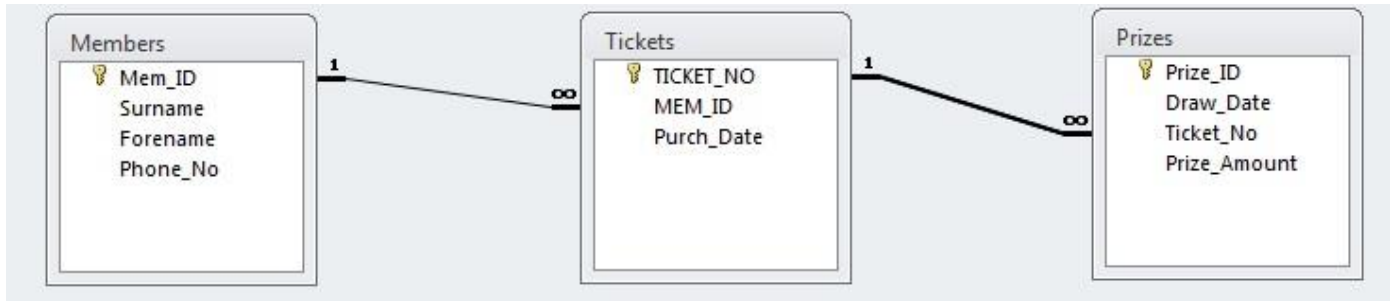 Members
Mem_ID
Surname
Forename
Phone_No
1
∞
Tickets
TICKET_NO
MEM_ID
Purch_Date
1
∞
Prizes
Prize_ID
Draw_Date
Ticket_No
Prize_Amount